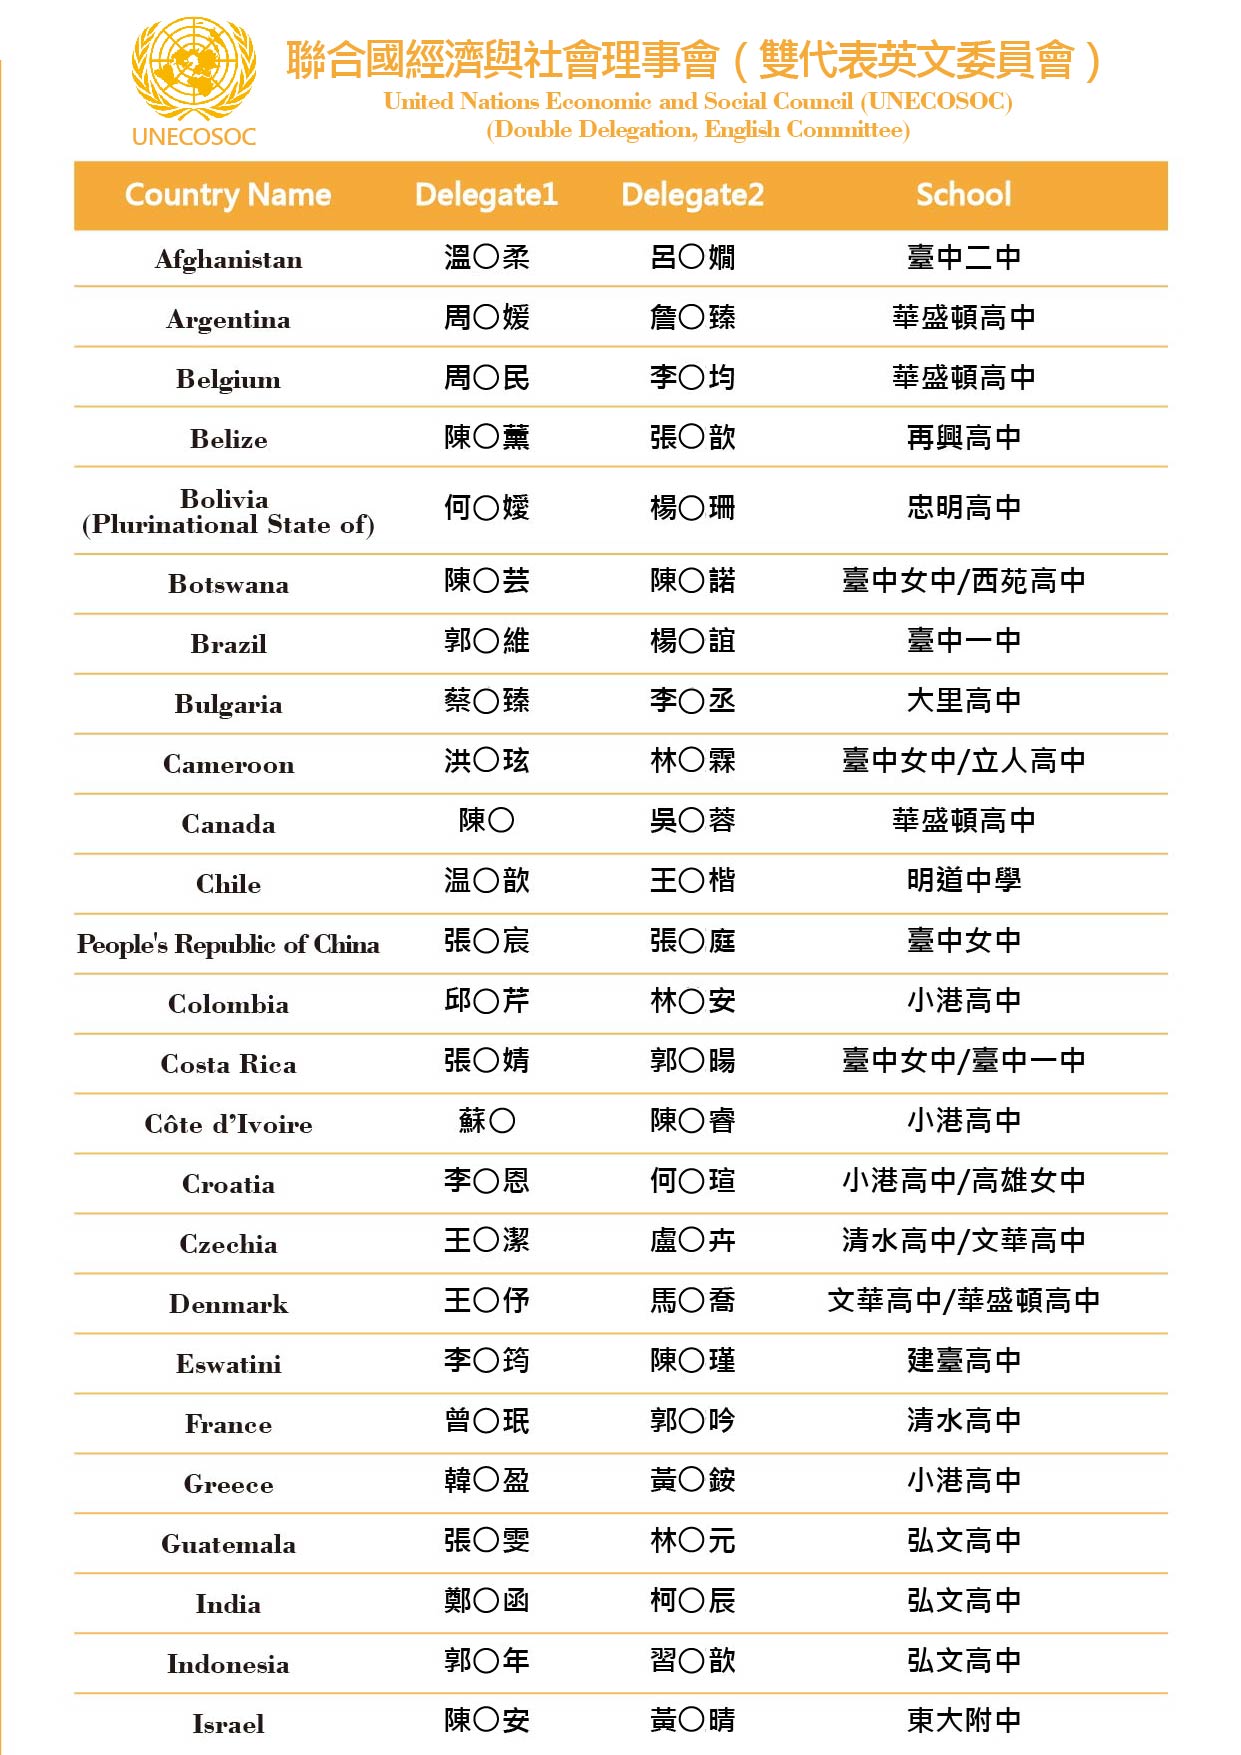 聯合國經濟與社會理事會（雙代表英文委員會）
United Nations Economic and Social Council (UNECOSOC)
(Double Delegation, English Committee)
UNECOSOC
Country Name Delegate1 Delegate2 School
Afghanistan 溫〇柔 呂〇嫺 臺中二中
Argentina 周〇媛 詹〇臻 華盛頓高中
Belgium 周〇民 李〇均 華盛頓高中
Belize 陳〇薰 張〇歆 再興高中
Bolivia
(Plurinational State of) 何〇嬡 楊〇珊 忠明高中
Botswana 陳〇芸 陳〇諾 臺中女中/西苑高中
Brazil 郭〇維 楊〇誼 臺中一中
Bulgaria 蔡〇臻 李〇丞 大里高中
Cameroon 洪〇玹 林〇霖 臺中女中/立人高中
Canada 陳〇 吳〇蓉 華盛頓高中
Chile 温〇歆 王〇楷 明道中學
People's Republic of China 張〇宸 張〇庭 臺中女中
Colombia 邱〇芹 林〇安 小港高中
Costa Rica 張〇婧 郭〇暘 臺中女中/臺中一中
Côte d’Ivoire 蘇〇 陳〇睿 小港高中
Croatia 李〇恩 何〇瑄 小港高中/高雄女中
Czechia 王〇潔 盧〇卉 清水高中/文華高中
Denmark 王〇伃 馬〇喬 文華高中/華盛頓高中
Eswatini 李〇筠 陳〇瑾 建臺高中
France 曾〇珉 郭〇吟 清水高中
Greece 韓〇盈 黃〇銨 小港高中
Guatemala 張〇雯 林〇元 弘文高中
India 鄭〇函 柯〇辰 弘文高中
Indonesia 郭〇年 習〇歆 弘文高中
Israel 陳〇安 黃〇晴 東大附中